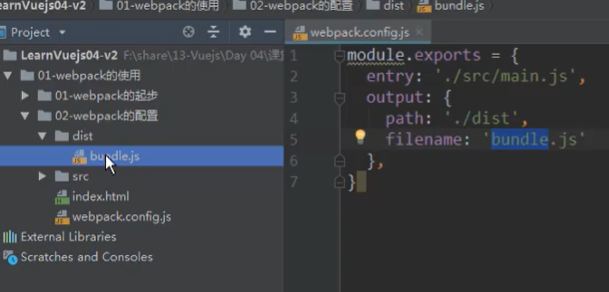 LearnVuejs04-v2 01-webpack的使用 02-webpack的配置 dist bundle.js
Project
webpack.config.js
LearnVuejs04-v2 F:\share\13-Vuejs\Day 04\
01-webpack的使用
01-webpack的起步
02-webpack的配置
dist
bundle.js
src
index.html
webpack.config.js
External Libraries
Scratches and Consoles
1 module.exports = {
2 entry: './src/main.js',
3 output: {
4 path: './dist',
5 filename: 'bundle.js'
6 },
7 }